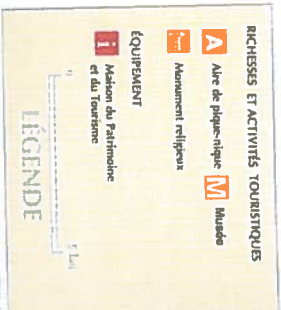 RICHESSES ET ACTIVITÉS TOURISTIQUES
Aire de pique-nique
M Musée
Monument religieux
ÉQUIPEMENT
i Maison du Patrimoine
et du Tourisme
LÉGENDE